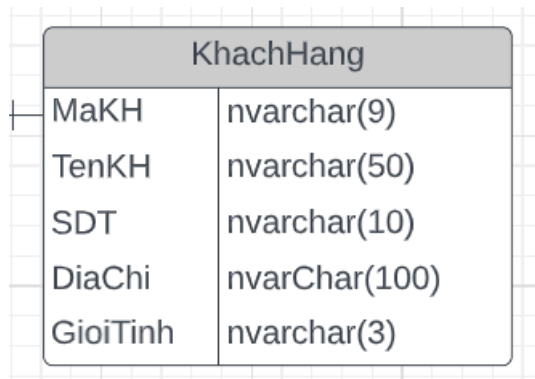 KhachHang
MaKH nvarchar(9)
TenKH nvarchar(50)
SDT nvarchar(10)
DiaChi nvarChar(100)
GioiTinh nvarchar(3)